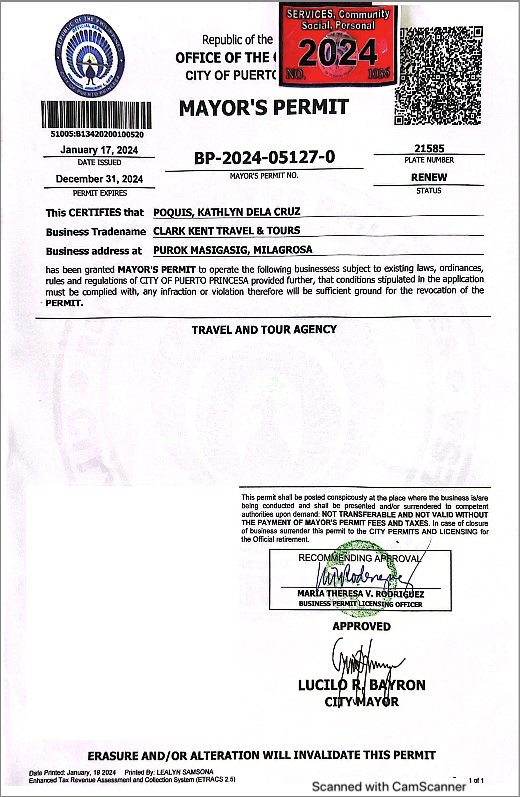 Republic of the
OFFICE OF THE
CITY OF PUERTO
SERVICES, Community
Social, Personal
2024
NO. 1056
MAYOR'S PERMIT
51005:B13420200100520
January 17, 2024
DATE ISSUED
BP-2024-05127-0
MAYOR'S PERMIT NO.
21585
PLATE NUMBER
December 31, 2024
PERMIT EXPIRES
RENEW
STATUS
This CERTIFIES that POQUIS, KATHLYN DELA CRUZ
Business Tradename CLARK KENT TRAVEL & TOURS
Business address at PUROK MASIGASIG, MILAGROSA
has been granted MAYOR'S PERMIT to operate the following businessess subject to existing laws, ordinances,
rules and regulations of CITY OF PUERTO PRINCESA provided further, that conditions stipulated in the application
must be complied with, any infraction or violation therefore will be sufficient ground for the revocation of the
PERMIT.
TRAVEL AND TOUR AGENCY
This permit shall be posted conspiciously at the place where the business is/are
being conducted and shall be presented and/or surrendered to competent
authorities upon demand: NOT TRANSFERABLE AND NOT VALID WITHOUT
THE PAYMENT OF MAYOR'S PERMIT FEES AND TAXES. In case of closure
of business surrender this permit to the CITY PERMITS AND LICENSING for
the Official retirement.
RECOMMENDING APPROVAL
MARIA THERESA V. RODRIGUEZ
BUSINESS PERMIT LICENSING OFFICER
APPROVED
LUCILO R. BAYRON
CITY MAYOR
ERASURE AND/OR ALTERATION WILL INVALIDATE THIS PERMIT
Date Printed: January, 18 2024 Printed By: LEALYN SAMSONA
Enhanced Tax Revenue Assessment and Collection System (ETRACS 2.5)
1 of 1
Scanned with CamScanner